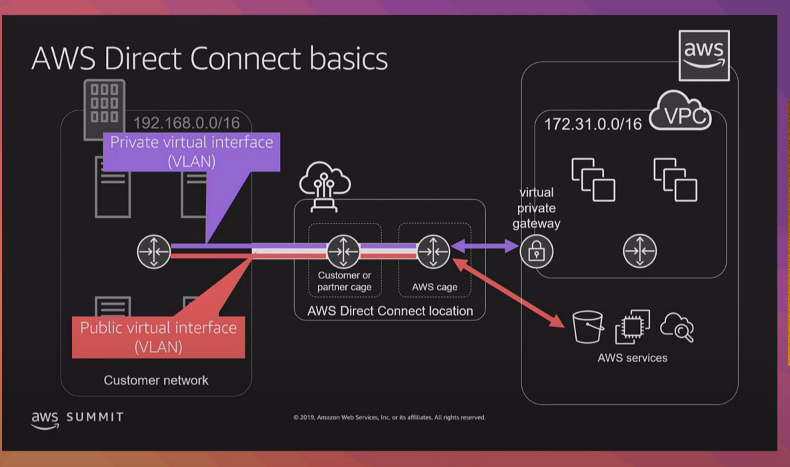 AWS Direct Connect basics
aws
192.168.0.0/16
Private virtual interface
(VLAN)
172.31.0.0/16
VPC
virtual
private
gateway
Customer or
partner cage
AWS cage
AWS Direct Connect location
Public virtual interface
(VLAN)
AWS services
Customer network
aws SUMMIT
© 2019, Amazon Web Services, Inc. or its affiliates. All rights reserved.